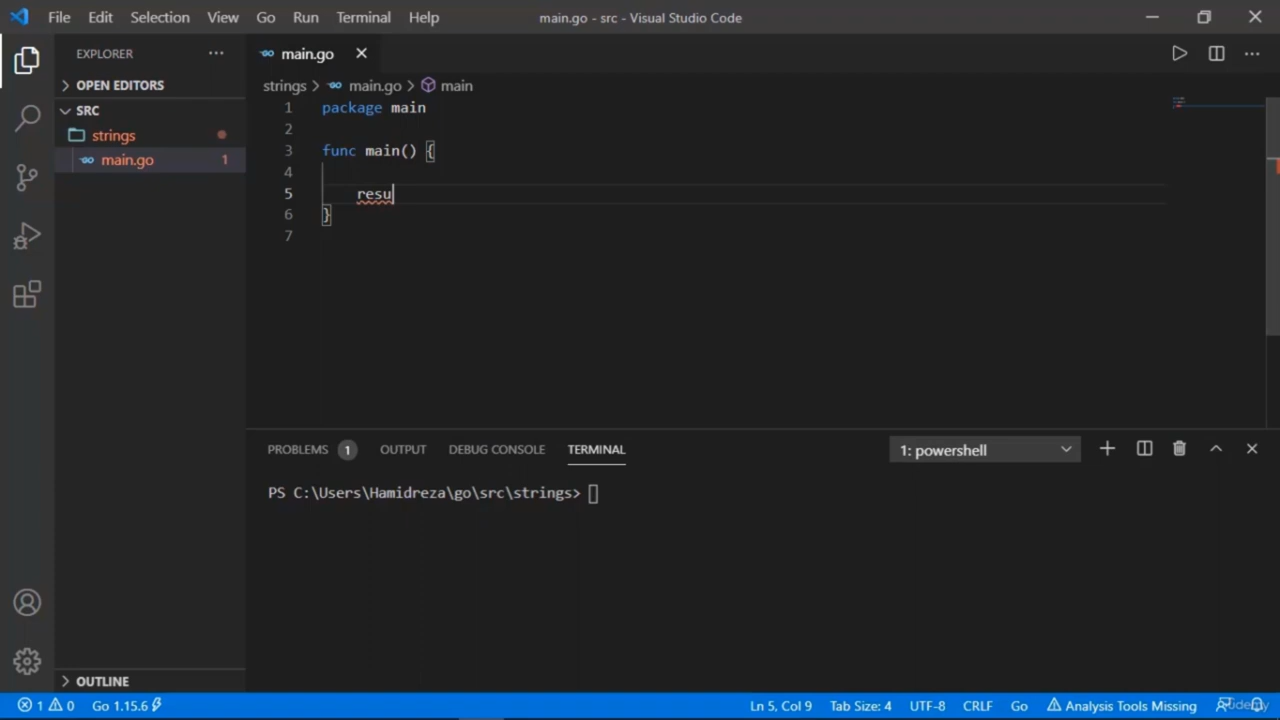 File Edit Selection View Go Run Terminal Help main.go - src - Visual Studio Code
EXPLORER
main.go
OPEN EDITORS
strings > main.go > main
SRC
1 package main
2
strings
3 func main() {
main.go 1
4
5 resu
6 }
7
PROBLEMS 1 OUTPUT DEBUG CONSOLE TERMINAL 1: powershell
PS C:\Users\Hamidreza\go\src\strings>
OUTLINE
1 0 Go 1.15.6 Ln 5, Col 9 Tab Size: 4 UTF-8 CRLF Go Analysis Tools Missing